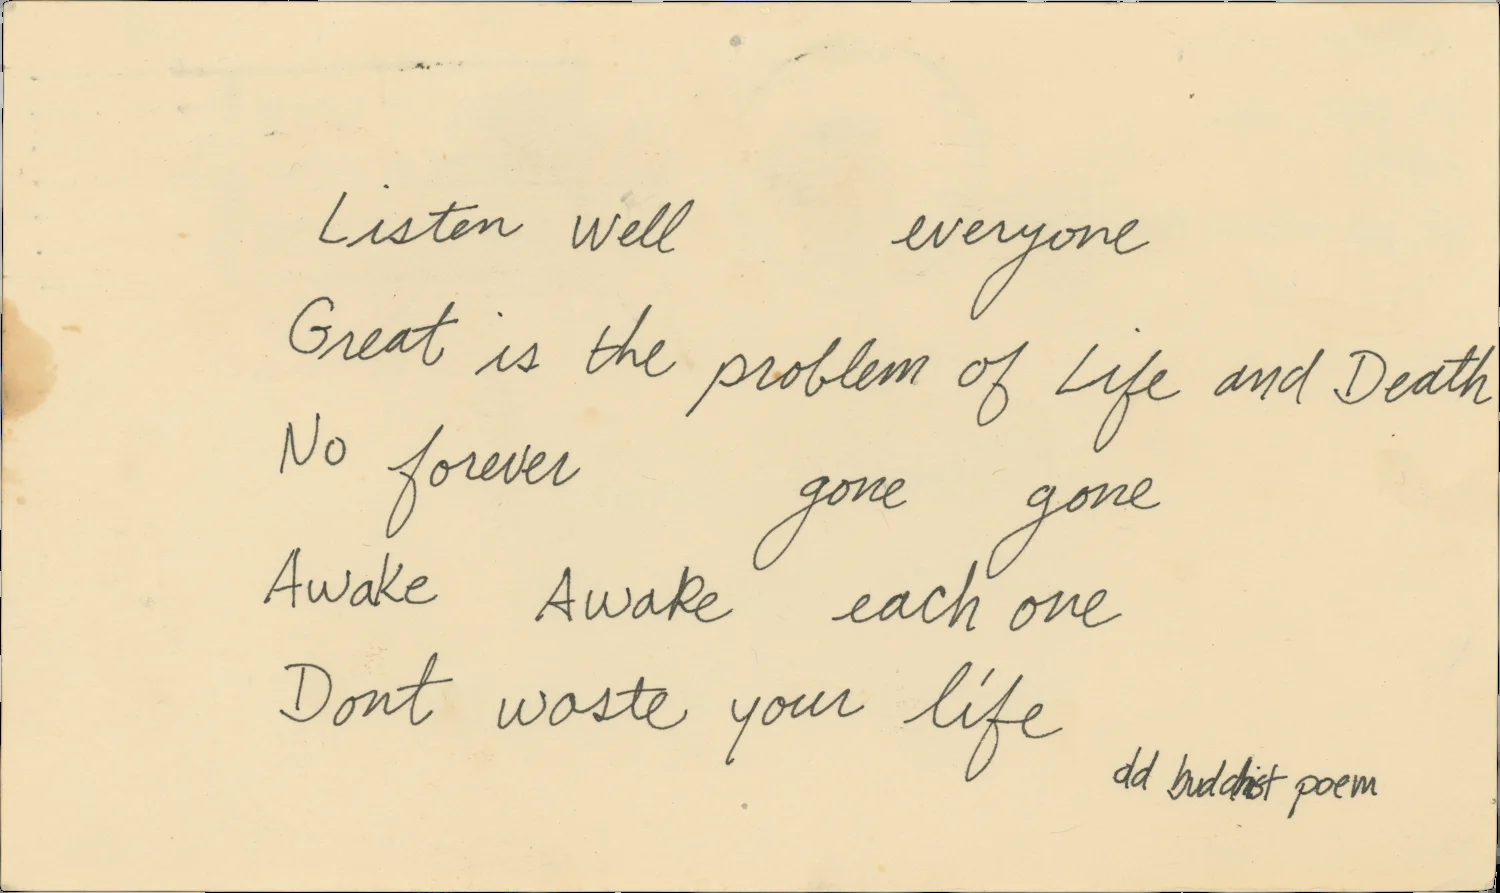 Listen well everyone
Great is the problem of Life and Death
No forever gone gone
Awake Awake each one
Dont waste your life
old buddhist poem